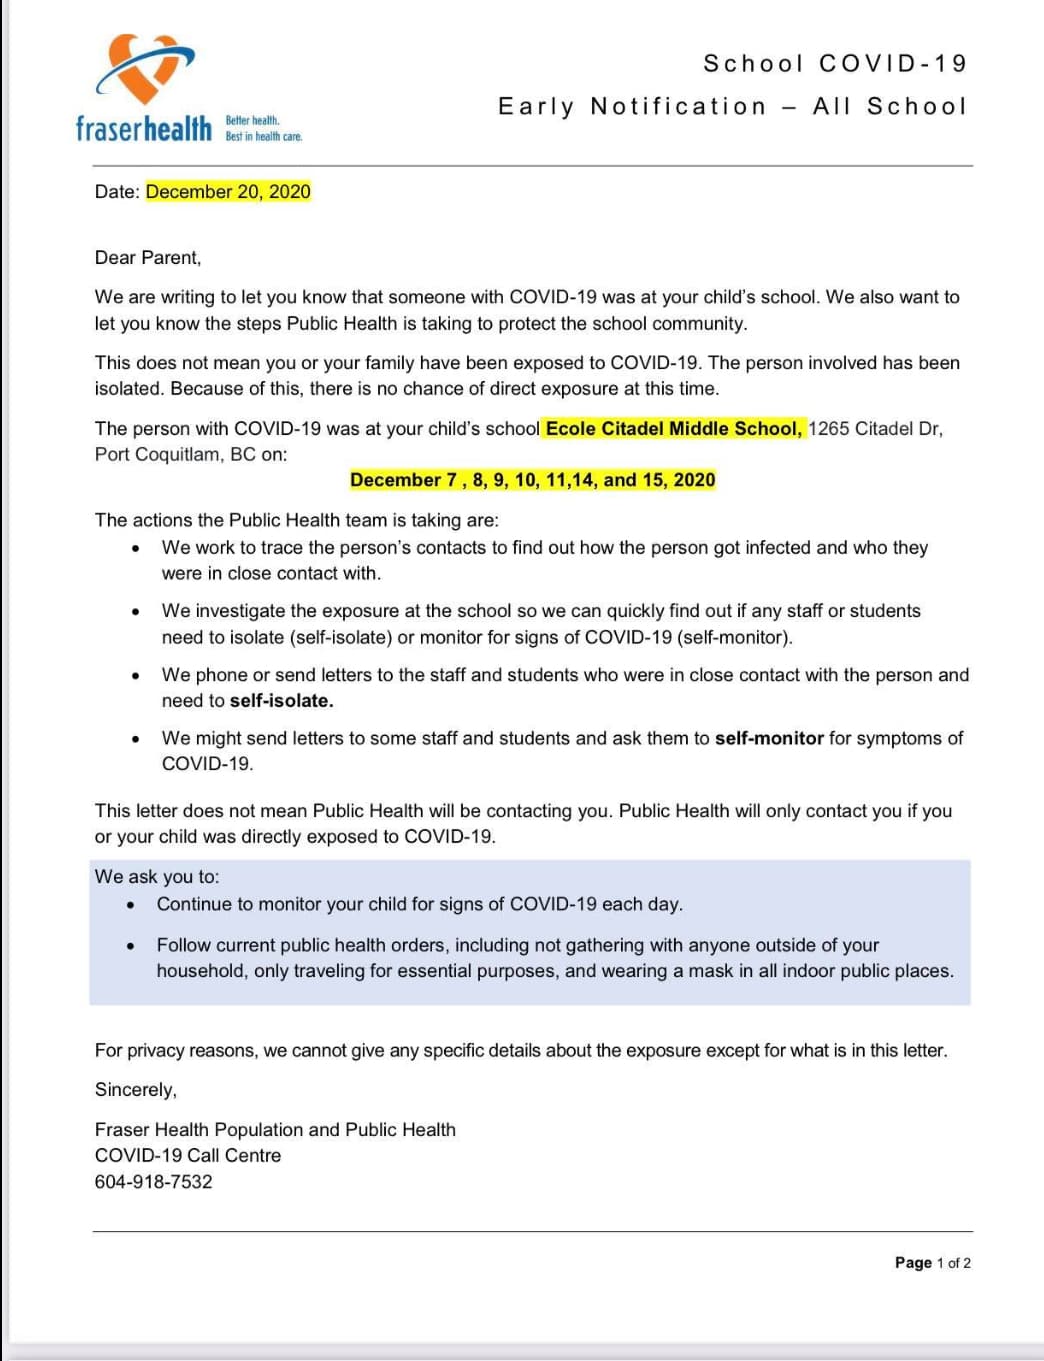 fraserhealth
Better health.
Best in health care.
School COVID-19
Early Notification – All School
Date: December 20, 2020
Dear Parent,
We are writing to let you know that someone with COVID-19 was at your child's school. We also want to
let you know the steps Public Health is taking to protect the school community.
This does not mean you or your family have been exposed to COVID-19. The person involved has been
isolated. Because of this, there is no chance of direct exposure at this time.
The person with COVID-19 was at your child's school Ecole Citadel Middle School, 1265 Citadel Dr,
Port Coquitlam, BC on:
December 7 , 8, 9, 10, 11,14, and 15, 2020
The actions the Public Health team is taking are:
• We work to trace the person's contacts to find out how the person got infected and who they
were in close contact with.
• We investigate the exposure at the school so we can quickly find out if any staff or students
need to isolate (self-isolate) or monitor for signs of COVID-19 (self-monitor).
• We phone or send letters to the staff and students who were in close contact with the person and
need to self-isolate.
• We might send letters to some staff and students and ask them to self-monitor for symptoms of
COVID-19.
This letter does not mean Public Health will be contacting you. Public Health will only contact you if you
or your child was directly exposed to COVID-19.
We ask you to:
• Continue to monitor your child for signs of COVID-19 each day.
• Follow current public health orders, including not gathering with anyone outside of your
household, only traveling for essential purposes, and wearing a mask in all indoor public places.
For privacy reasons, we cannot give any specific details about the exposure except for what is in this letter.
Sincerely,
Fraser Health Population and Public Health
COVID-19 Call Centre
604-918-7532
Page 1 of 2